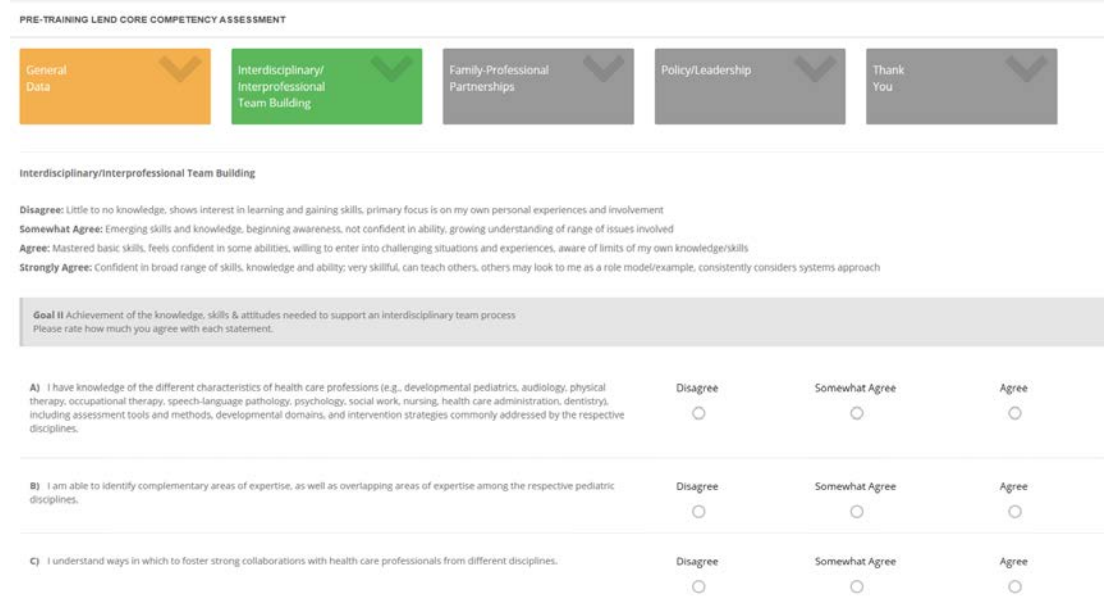 PRE-TRAINING LEND CORE COMPETENCY ASSESSMENT
General
Data
Interdisciplinary/
Interprofessional
Team Building
Family-Professional
Partnerships
Policy/Leadership
Thank
You
Interdisciplinary/Interprofessional Team Building
Disagree: Little to no knowledge, shows interest in learning and gaining skills, primary focus is on my own personal experiences and involvement
Somewhat Agree: Emerging skills and knowledge, beginning awareness, not confident in ability, growing understanding of range of issues involved
Agree: Mastered basic skills, feels confident in some abilities, willing to enter into challenging situations and experiences, aware of limits of my own knowledge/skills
Strongly Agree: Confident in broad range of skills, knowledge and ability; very skillful, can teach others, others may look to me as a role model/example, consistently considers systems approach
Goal II Achievement of the knowledge, skills & attitudes needed to support an interdisciplinary team process
Please rate how much you agree with each statement.
A) I have knowledge of the different characteristics of health care professions (e.g., developmental pediatrics, audiology, physical
therapy, occupational therapy, speech-language pathology, psychology, social work, nursing, health care administration, dentistry),
including assessment tools and methods, developmental domains, and intervention strategies commonly addressed by the respective
disciplines.
Disagree Somewhat Agree Agree
B) I am able to identify complementary areas of expertise, as well as overlapping areas of expertise among the respective pediatric
disciplines.
Disagree Somewhat Agree Agree
C) I understand ways in which to foster strong collaborations with health care professionals from different disciplines.
Disagree Somewhat Agree Agree